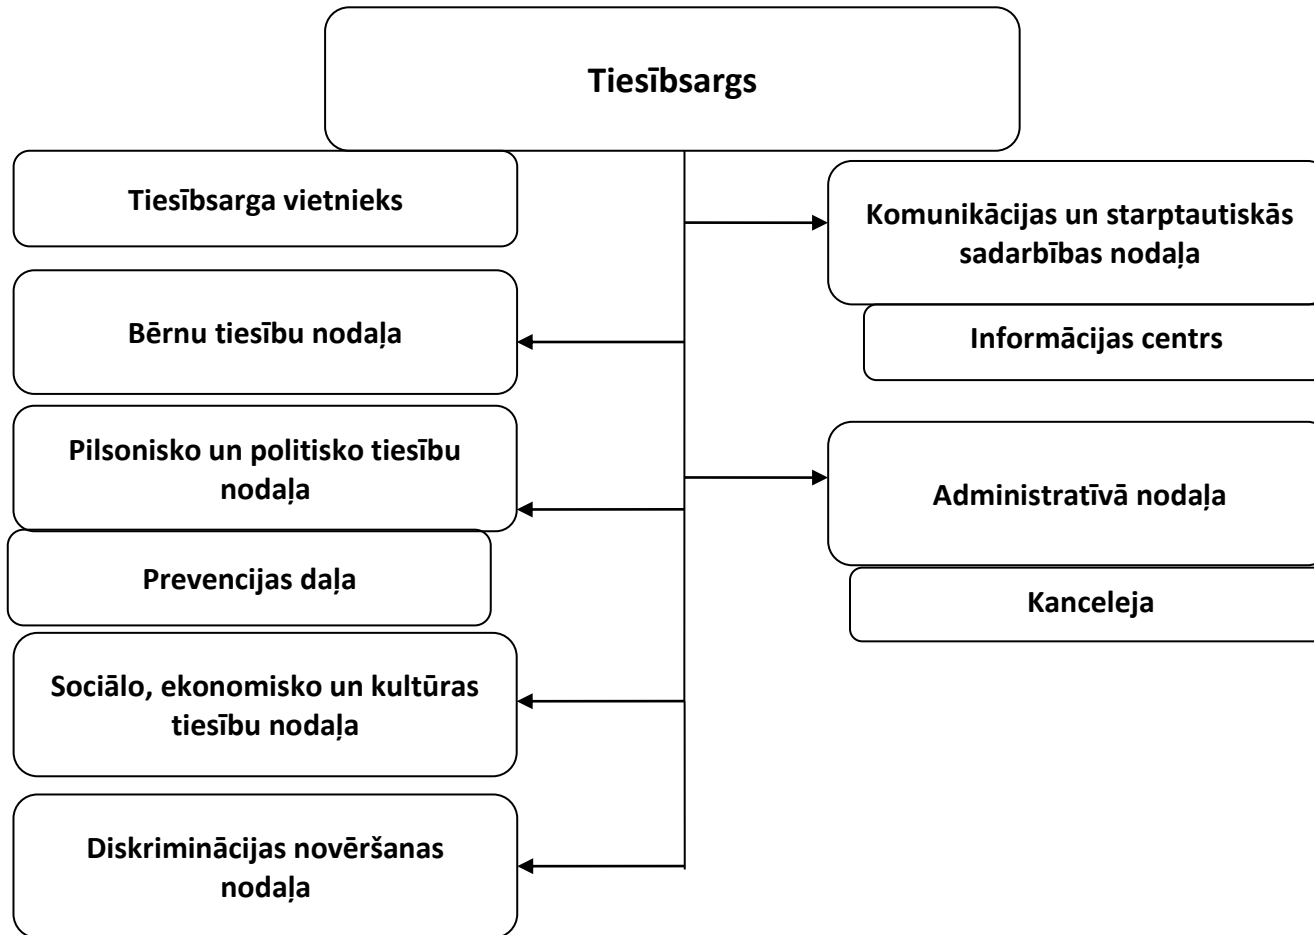 Tiesībsargs
Tiesībsarga vietnieks
Bērnu tiesību nodaļa
Pilsonisko un politisko tiesību
nodaļa
Prevencijas daļa
Sociālo, ekonomisko un kultūras
tiesību nodaļa
Diskriminācijas novēršanas
nodaļa
Komunikācijas un starptautiskās
sadarbības nodaļa
Informācijas centrs
Administratīvā nodaļa
Kanceleja